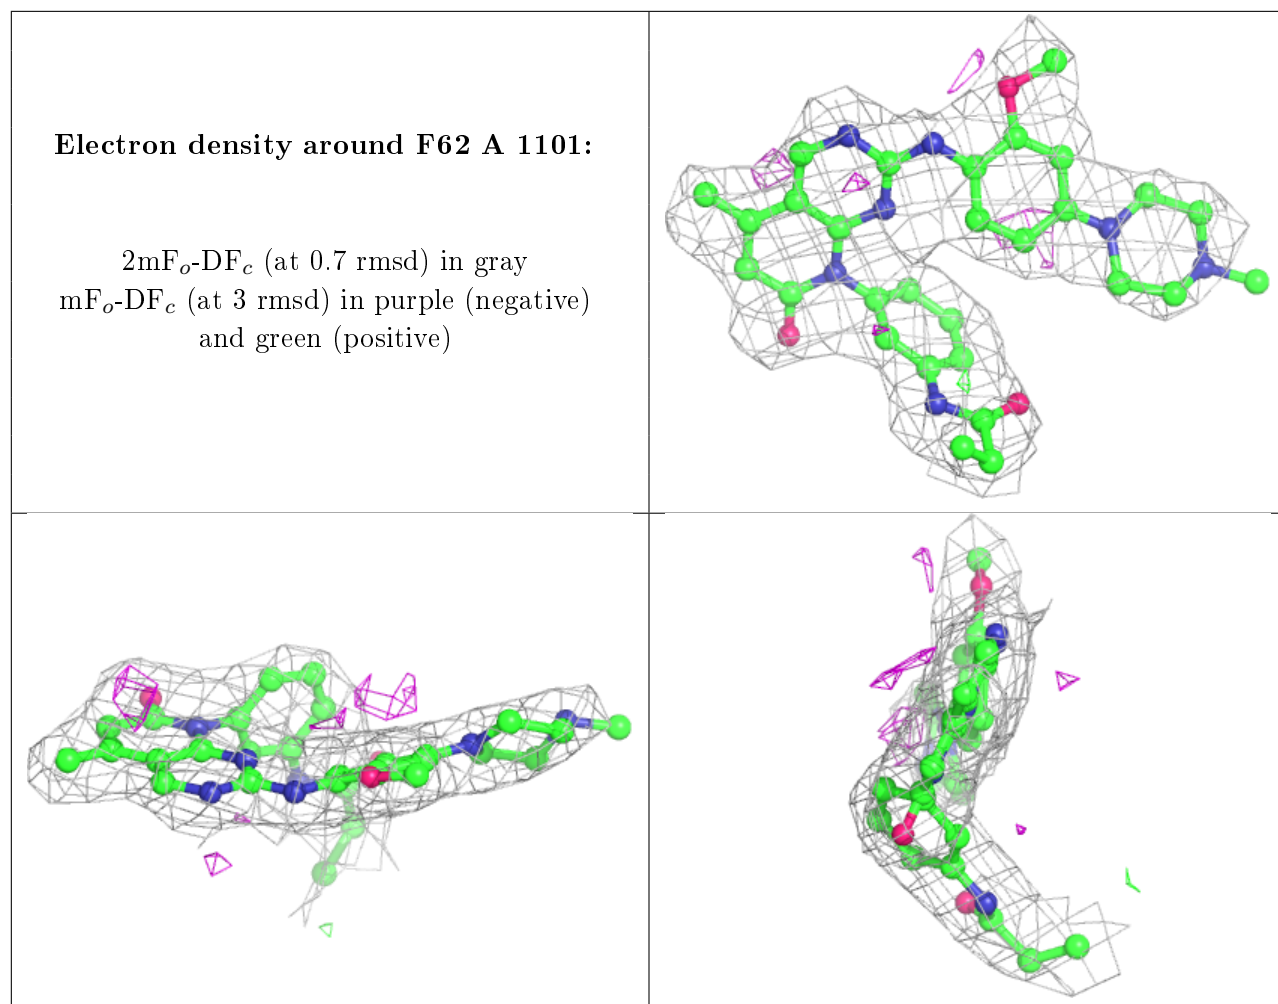 Electron density around F62 A 1101:
2mFₒ-DF𝒸 (at 0.7 rmsd) in gray
mFₒ-DF𝒸 (at 3 rmsd) in purple (negative)
and green (positive)